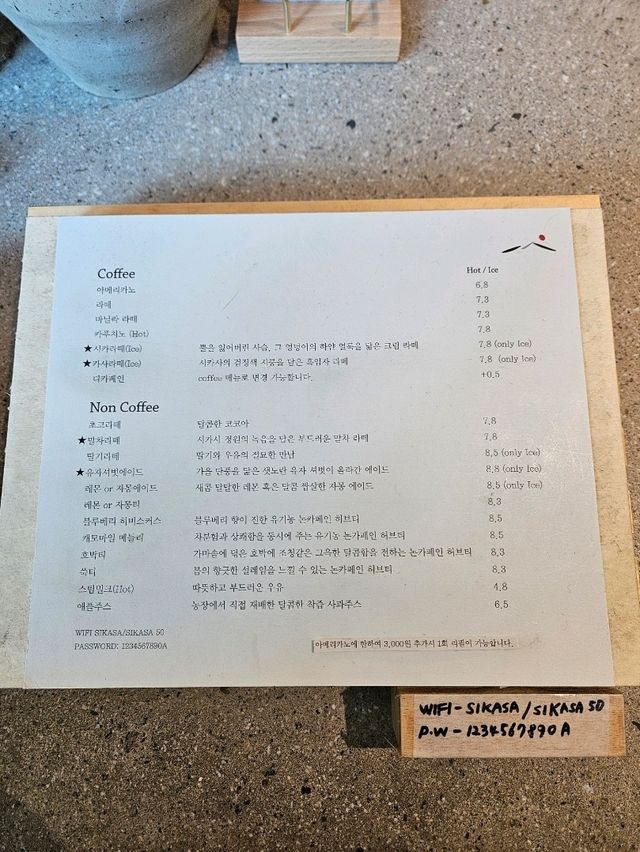 Coffee Hot / Ice
아메리카노 6.8
라떼 7.3
바닐라 라떼 7.3
카푸치노 (Hot) 7.8
★시카라떼(Ice) 뿔을 잃어버린 사슴, 그 엉덩이의 하얀 얼룩을 닮은 크림 라떼 7.8 (only Ice)
★카사라떼(Ice) 시카사의 검정색 지붕을 닮은 흑임자 라떼 7.8 (only Ice)
디카페인 coffee 메뉴로 변경 가능합니다. +0.5
Non Coffee
초코라떼 달콤한 코코아 7.8
★말차라떼 시카사 정원의 녹음을 담은 부드러운 말차 라떼 7.8
딸기라떼 딸기와 우유의 절묘한 만남 8.5 (only Ice)
★유자셔벗에이드 가을 단풍을 닮은 샛노란 유자 셔벗이 올라간 에이드 8.8 (only Ice)
레몬 or 자몽에이드 새콤 달달한 레몬 혹은 달콤 쌉살한 자몽 에이드 8.5 (only Ice)
레몬 or 자몽티 8.3
블루베리 히비스커스 블루베리 향이 진한 유기농 논카페인 허브티 8.5
캐모마일 메들리 차분함과 상쾌함을 동시에 주는 유기농 논카페인 허브티 8.5
호박티 가마솥에 덖은 호박에 조청같은 그윽한 달콤함을 전하는 논카페인 허브티 8.3
쑥티 봄의 향긋한 설레임을 느낄 수 있는 논카페인 허브티 8.3
스팀밀크(Hot) 따뜻하고 부드러운 우유 4.8
애플주스 농장에서 직접 재배한 달콤한 착즙 사과주스 6.5
WIFI SIKASA/SIKASA 50
PASSWORD: 1234567890A
아메리카노에 한하여 3,000원 추가시 1회 리필이 가능합니다.
WIFI - SIKASA / SIKASA 50
P.W - 1234567890A